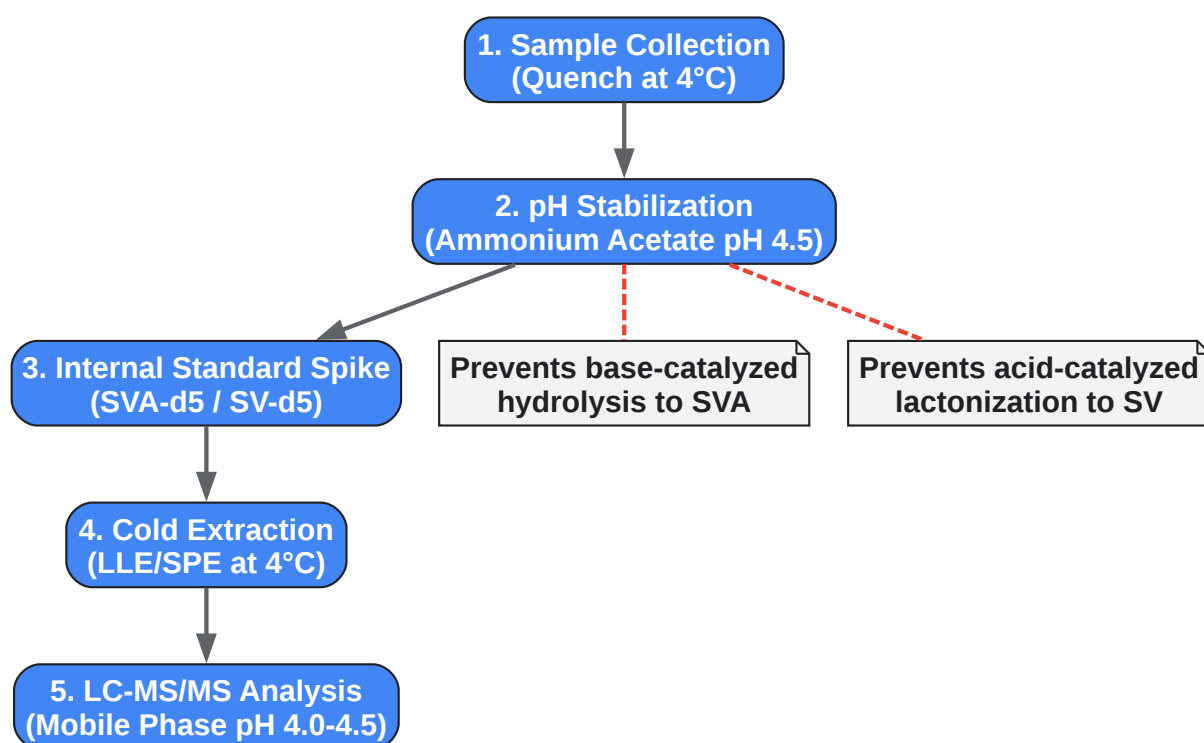 1. Sample Collection
(Quench at 4°C)
2. pH Stabilization
(Ammonium Acetate pH 4.5)
3. Internal Standard Spike
(SVA-d5 / SV-d5)
Prevents base-catalyzed
hydrolysis to SVA
Prevents acid-catalyzed
lactonization to SV
4. Cold Extraction
(LLE/SPE at 4°C)
5. LC-MS/MS Analysis
(Mobile Phase pH 4.0-4.5)